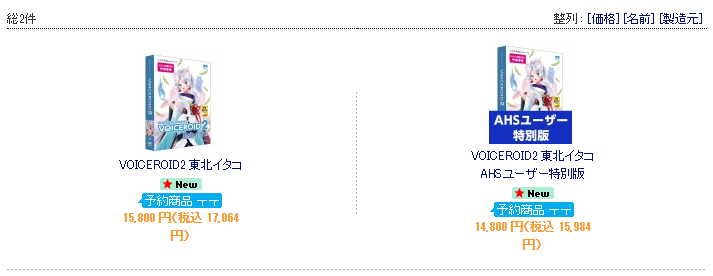 総2件
整列 : [価格] [名前] [製造元]
VOICEROID2
AHSユーザー
特別版
VOICEROID2 東北イタコ
★ New
予約商品 ┬┬
15,800 円(税込 17,064
円)
VOICEROID2 東北イタコ
AHSユーザー特別版
★ New
予約商品 ┬┬
14,800 円(税込 15,984
円)